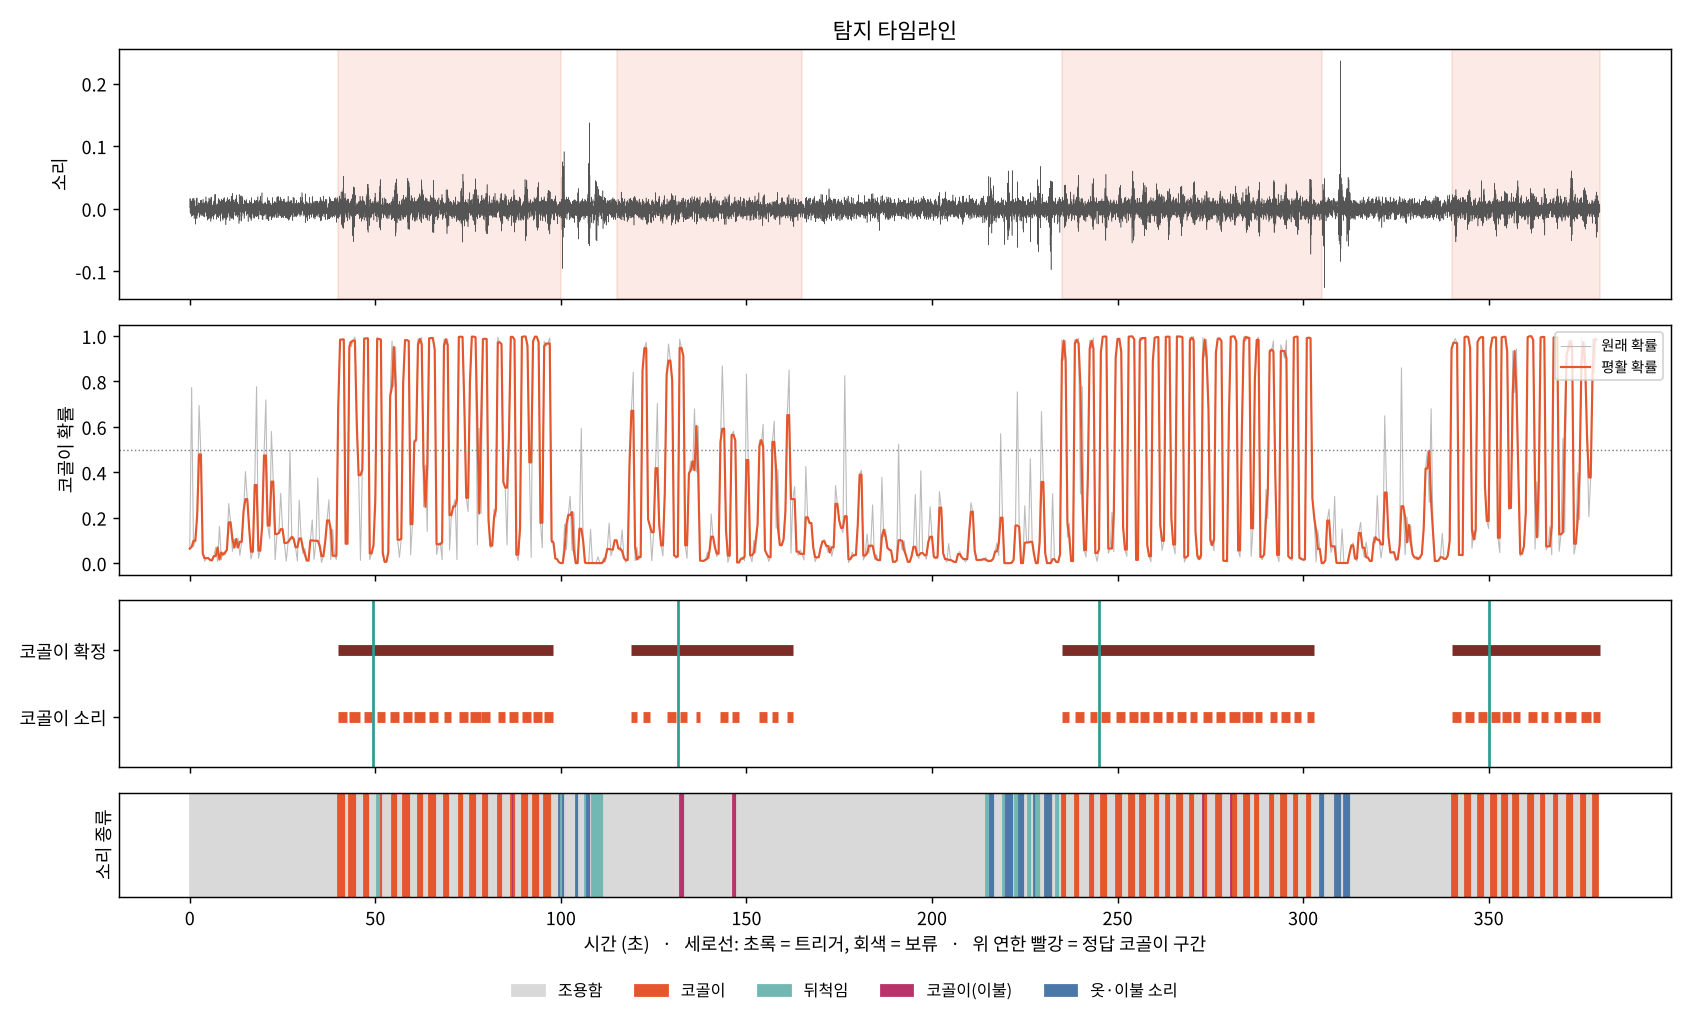 탐지 타임라인
소리
0.2
0.1
0.0
-0.1
코골이 확률
1.0
0.8
0.6
0.4
0.2
0.0
원래 확률
평활 확률
코골이 확정
코골이 소리
소리 종류
0 50 100 150 200 250 300 350
시간 (초) · 세로선: 초록 = 트리거, 회색 = 보류 · 위 연한 빨강 = 정답 코골이 구간
조용함 코골이 뒤척임 코골이(이불) 옷·이불 소리